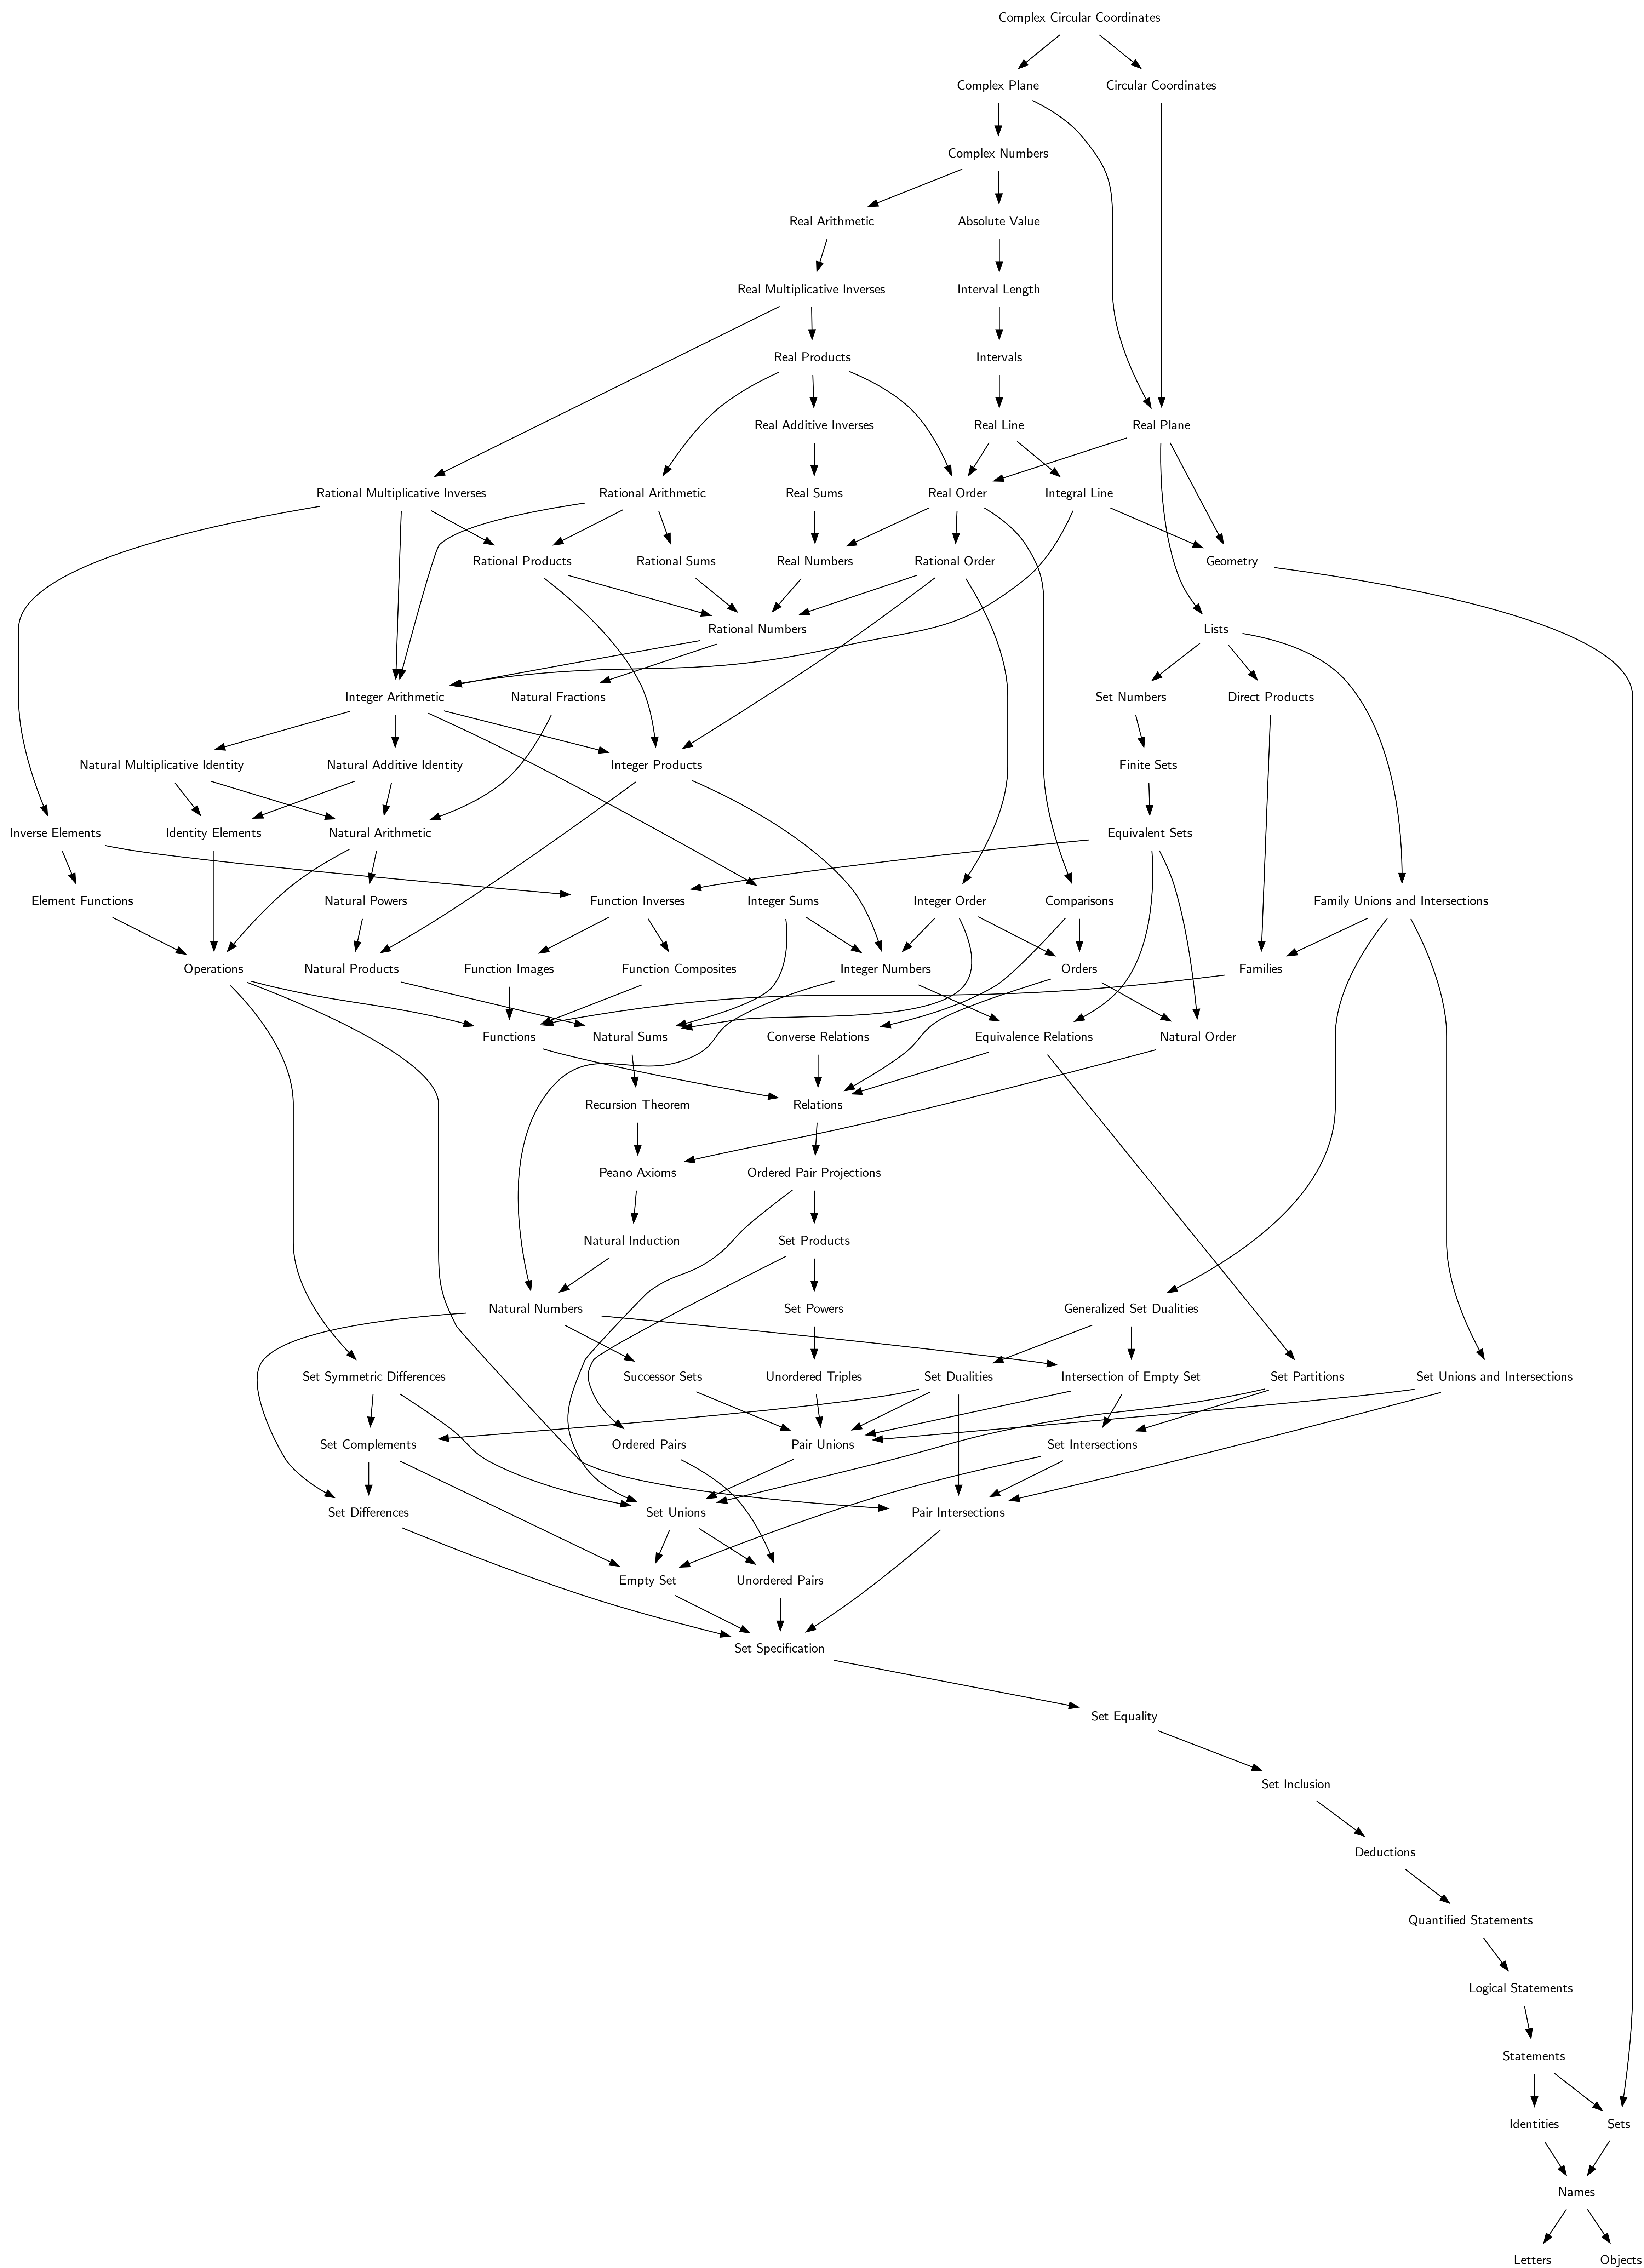 Complex Circular Coordinates
Complex Plane
Circular Coordinates
Complex Numbers
Real Arithmetic
Absolute Value
Real Multiplicative Inverses
Interval Length
Real Products
Intervals
Real Additive Inverses
Real Line
Real Plane
Rational Multiplicative Inverses
Rational Arithmetic
Real Sums
Real Order
Integral Line
Rational Products
Rational Sums
Real Numbers
Rational Order
Geometry
Rational Numbers
Lists
Integer Arithmetic
Natural Fractions
Set Numbers
Direct Products
Natural Multiplicative Identity
Natural Additive Identity
Integer Products
Finite Sets
Inverse Elements
Identity Elements
Natural Arithmetic
Equivalent Sets
Element Functions
Natural Powers
Function Inverses
Integer Sums
Integer Order
Comparisons
Family Unions and Intersections
Operations
Natural Products
Function Images
Function Composites
Integer Numbers
Orders
Families
Functions
Natural Sums
Converse Relations
Equivalence Relations
Natural Order
Recursion Theorem
Relations
Peano Axioms
Ordered Pair Projections
Natural Induction
Set Products
Natural Numbers
Set Powers
Generalized Set Dualities
Set Symmetric Differences
Successor Sets
Unordered Triples
Set Dualities
Intersection of Empty Set
Set Partitions
Set Unions and Intersections
Set Complements
Ordered Pairs
Pair Unions
Set Intersections
Set Differences
Set Unions
Pair Intersections
Empty Set
Unordered Pairs
Set Specification
Set Equality
Set Inclusion
Deductions
Quantified Statements
Logical Statements
Statements
Identities
Sets
Names
Letters
Objects